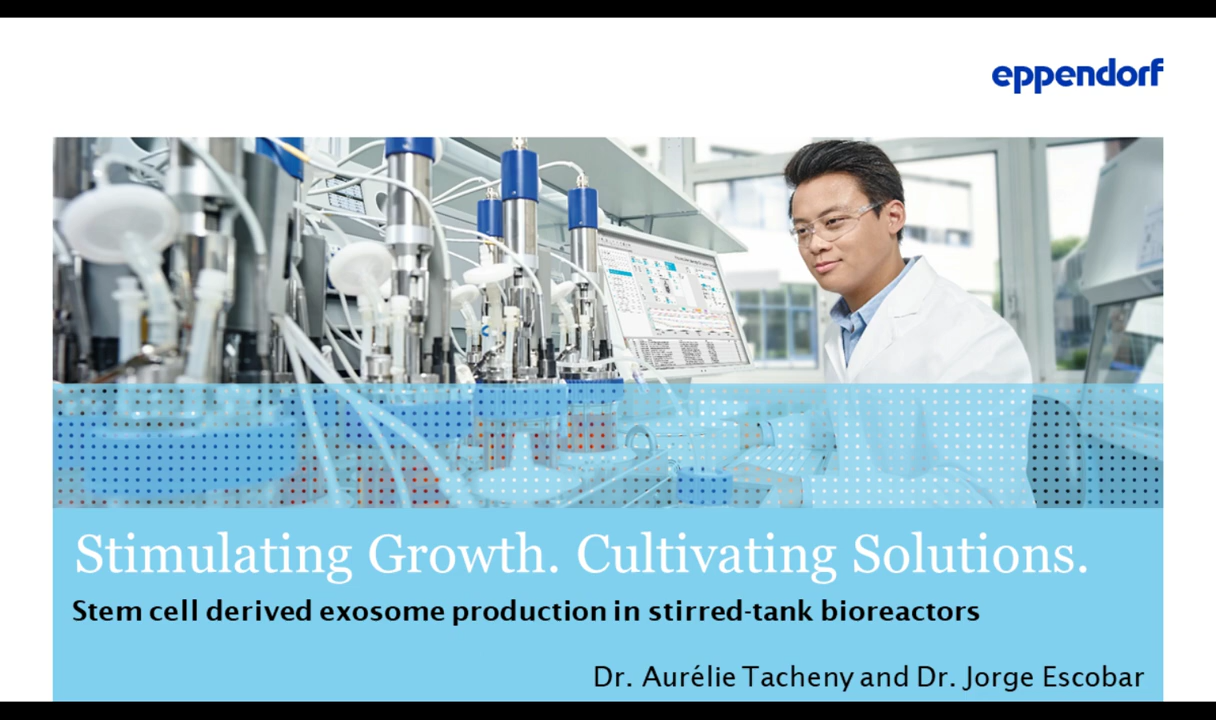 eppendorf
Stimulating Growth. Cultivating Solutions.
Stem cell derived exosome production in stirred-tank bioreactors
Dr. Aurélie Tacheny and Dr. Jorge Escobar